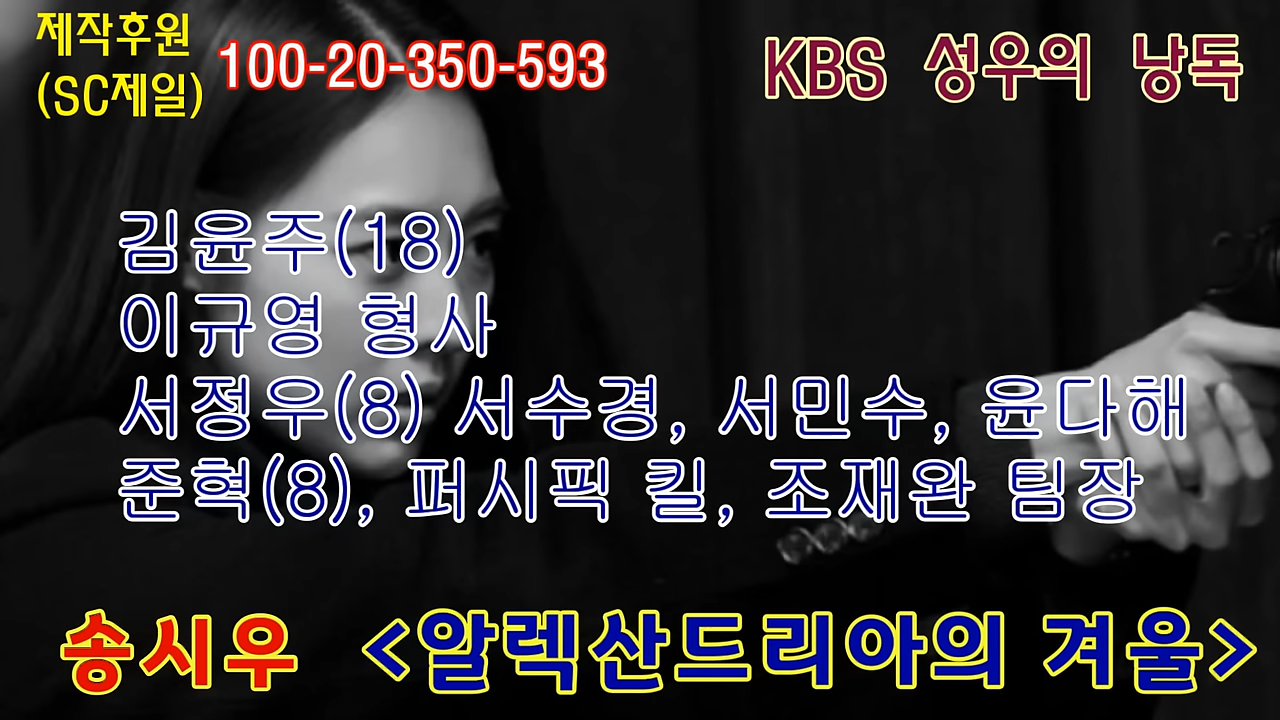 제작후원
(SC제일)
100-20-350-593
KBS 성우의 낭독
김윤주(18)
이규영 형사
서정우(8) 서수경, 서민수, 윤다해
준혁(8), 퍼시픽 킬, 조재완 팀장
송시우 <알렉산드리아의 겨울>